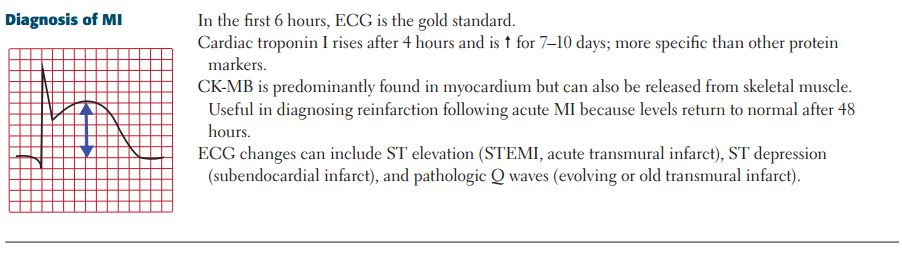 Diagnosis of MI
In the first 6 hours, ECG is the gold standard.
Cardiac troponin I rises after 4 hours and is ↑ for 7–10 days; more specific than other protein
markers.
CK-MB is predominantly found in myocardium but can also be released from skeletal muscle.
Useful in diagnosing reinfarction following acute MI because levels return to normal after 48
hours.
ECG changes can include ST elevation (STEMI, acute transmural infarct), ST depression
(subendocardial infarct), and pathologic Q waves (evolving or old transmural infarct).